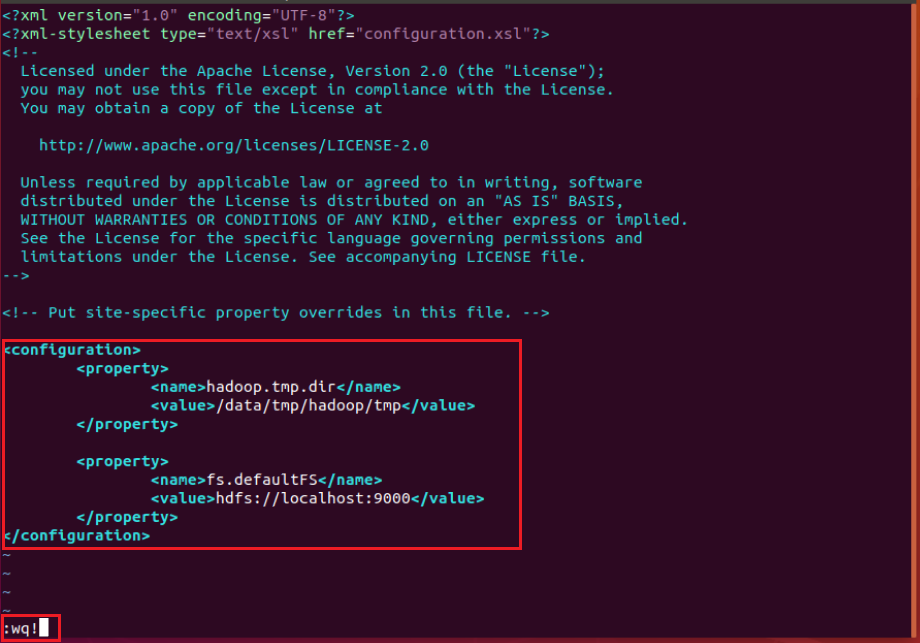 <?xml version="1.0" encoding="UTF-8"?>
<?xml-stylesheet type="text/xsl" href="configuration.xsl"?>
<!--
  Licensed under the Apache License, Version 2.0 (the "License");
  you may not use this file except in compliance with the License.
  You may obtain a copy of the License at

    http://www.apache.org/licenses/LICENSE-2.0

  Unless required by applicable law or agreed to in writing, software
  distributed under the License is distributed on an "AS IS" BASIS,
  WITHOUT WARRANTIES OR CONDITIONS OF ANY KIND, either express or implied.
  See the License for the specific language governing permissions and
  limitations under the License. See accompanying LICENSE file.
-->

<!-- Put site-specific property overrides in this file. -->

<configuration>
        <property>
                <name>hadoop.tmp.dir</name>
                <value>/data/tmp/hadoop/tmp</value>
        </property>

        <property>
                <name>fs.defaultFS</name>
                <value>hdfs://localhost:9000</value>
        </property>
</configuration>
~
~
~
~
:wq!